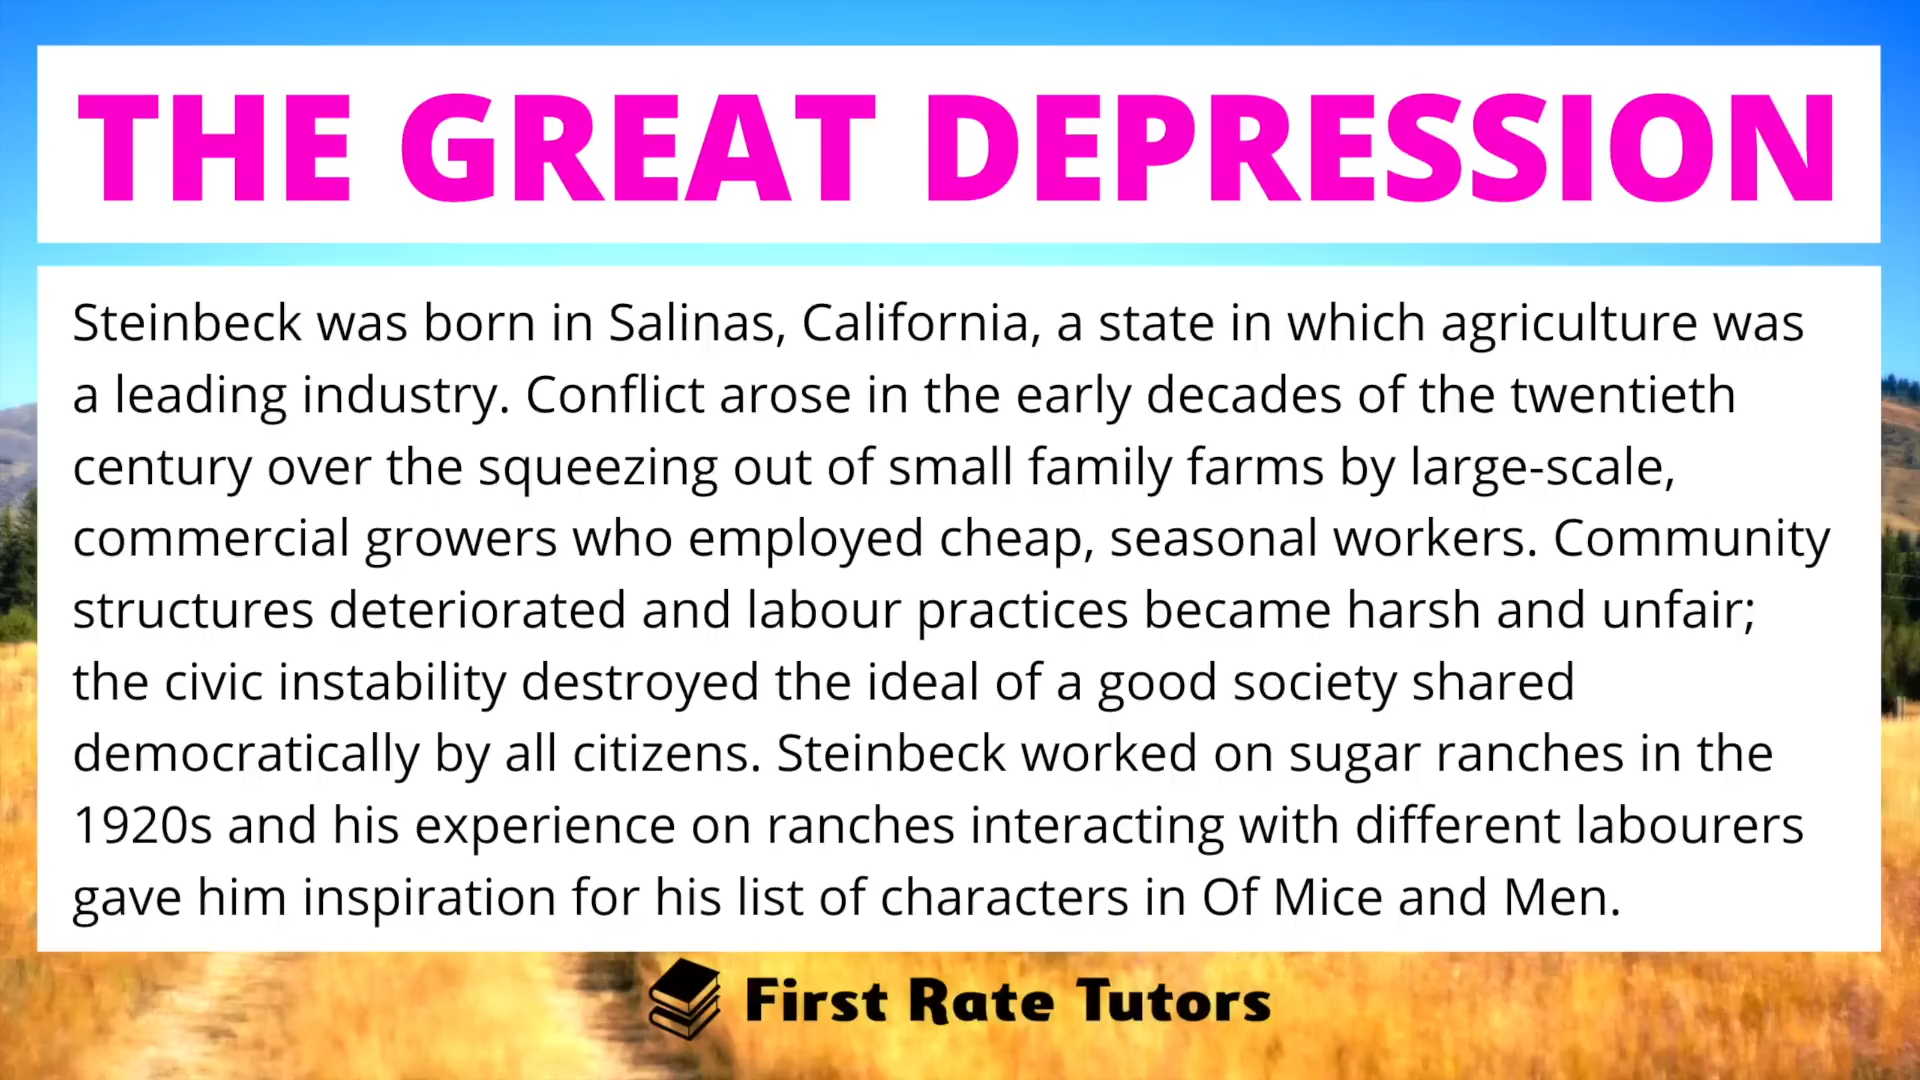 THE GREAT DEPRESSION
Steinbeck was born in Salinas, California, a state in which agriculture was
a leading industry. Conflict arose in the early decades of the twentieth
century over the squeezing out of small family farms by large-scale,
commercial growers who employed cheap, seasonal workers. Community
structures deteriorated and labour practices became harsh and unfair;
the civic instability destroyed the ideal of a good society shared
democratically by all citizens. Steinbeck worked on sugar ranches in the
1920s and his experience on ranches interacting with different labourers
gave him inspiration for his list of characters in Of Mice and Men.
First Rate Tutors